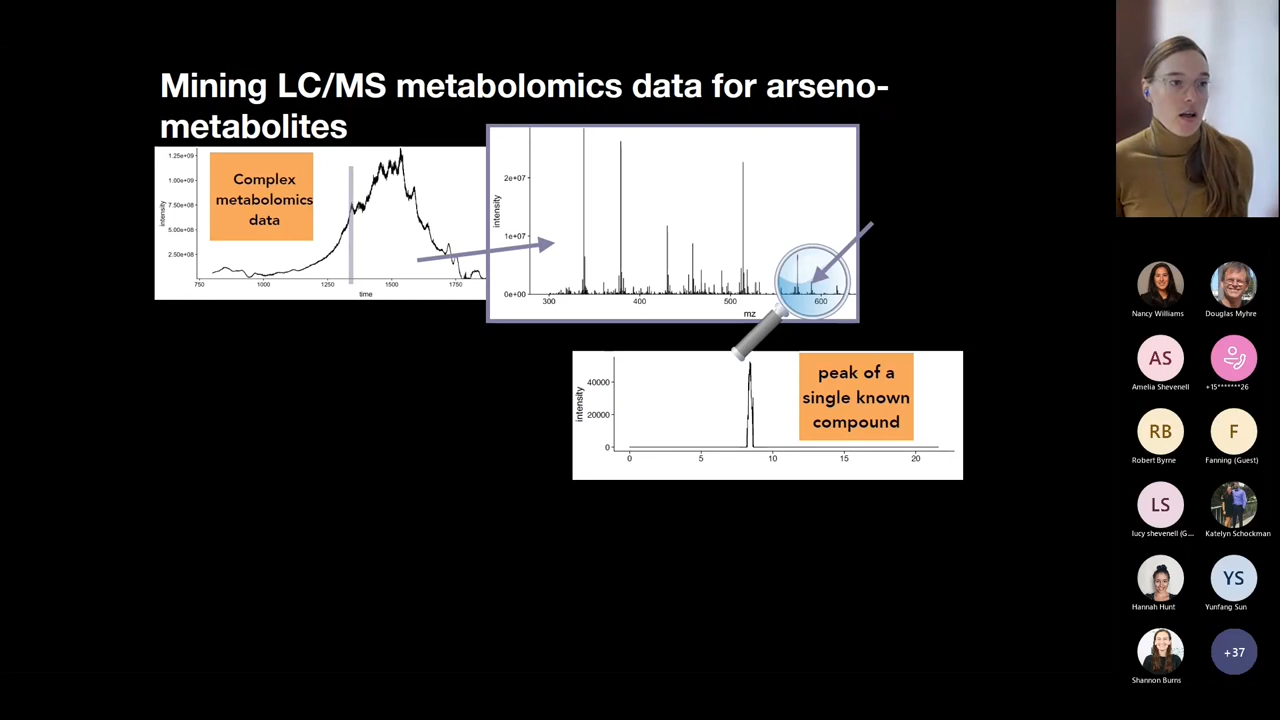 Mining LC/MS metabolomics data for arseno-
metabolites
1.25e+09
1.00e+09
7.50e+08
5.00e+08
2.50e+08
intensity
750
1000
1250
1500
1750
time
Complex
metabolomics
data
intensity
2e+07
1e+07
0e+00
300
400
500
600
mz
intensity
40000
20000
0
0
5
10
15
20
peak of a
single known
compound
Nancy Williams
Douglas Myhre
AS
Amelia Shevenell
+15*******26
RB
Robert Byrne
F
Fanning (Guest)
LS
lucy shevenell (G...
Katelyn Schockman
Hannah Hunt
YS
Yunfang Sun
Shannon Burns
+37